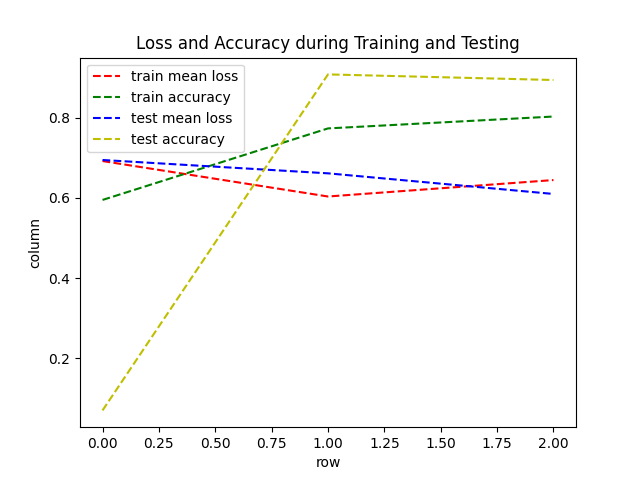 Loss and Accuracy during Training and Testing
train mean loss
train accuracy
test mean loss
test accuracy
column
0.8
0.6
0.4
0.2
0.00 0.25 0.50 0.75 1.00 1.25 1.50 1.75 2.00
row